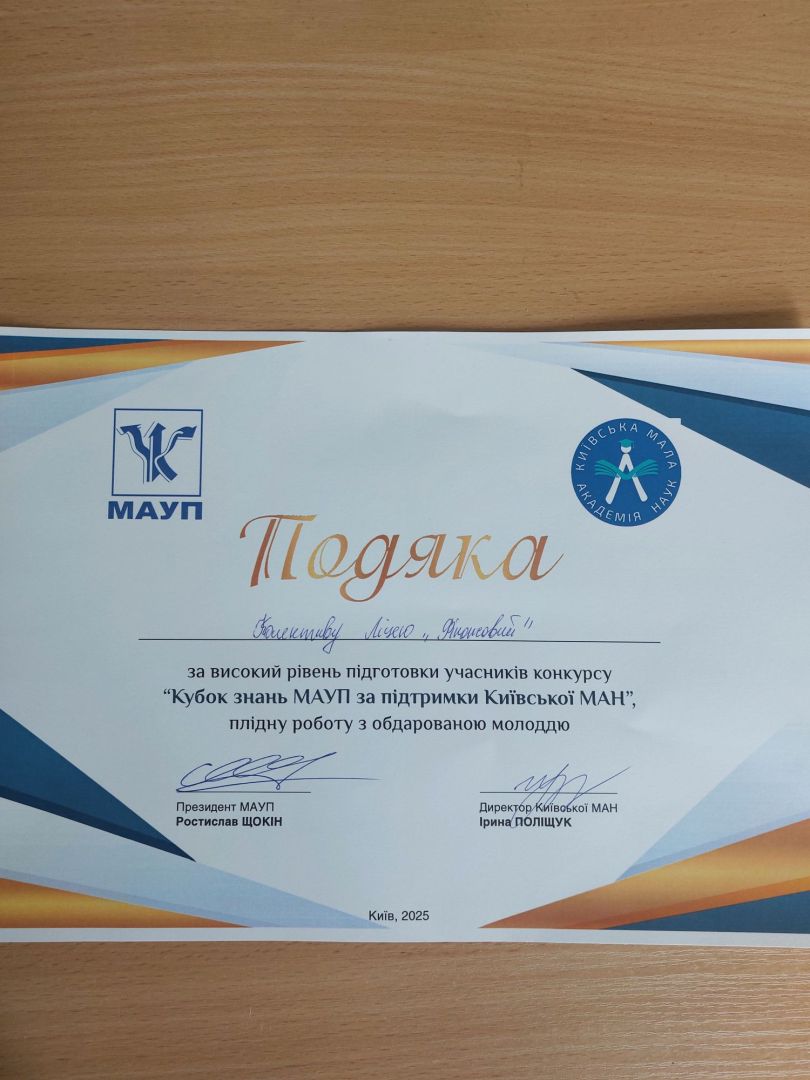 МАУП
КИЇВСЬКА МАЛА АКАДЕМІЯ НАУК
Подяка
Колективу Ліцею „Фінансовий"
за високий рівень підготовки учасників конкурсу
“Кубок знань МАУП за підтримки Київської МАН”,
плідну роботу з обдарованою молоддю
Президент МАУП
Ростислав ЩОКІН
Директор Київської МАН
Ірина ПОЛІЩУК
Київ, 2025